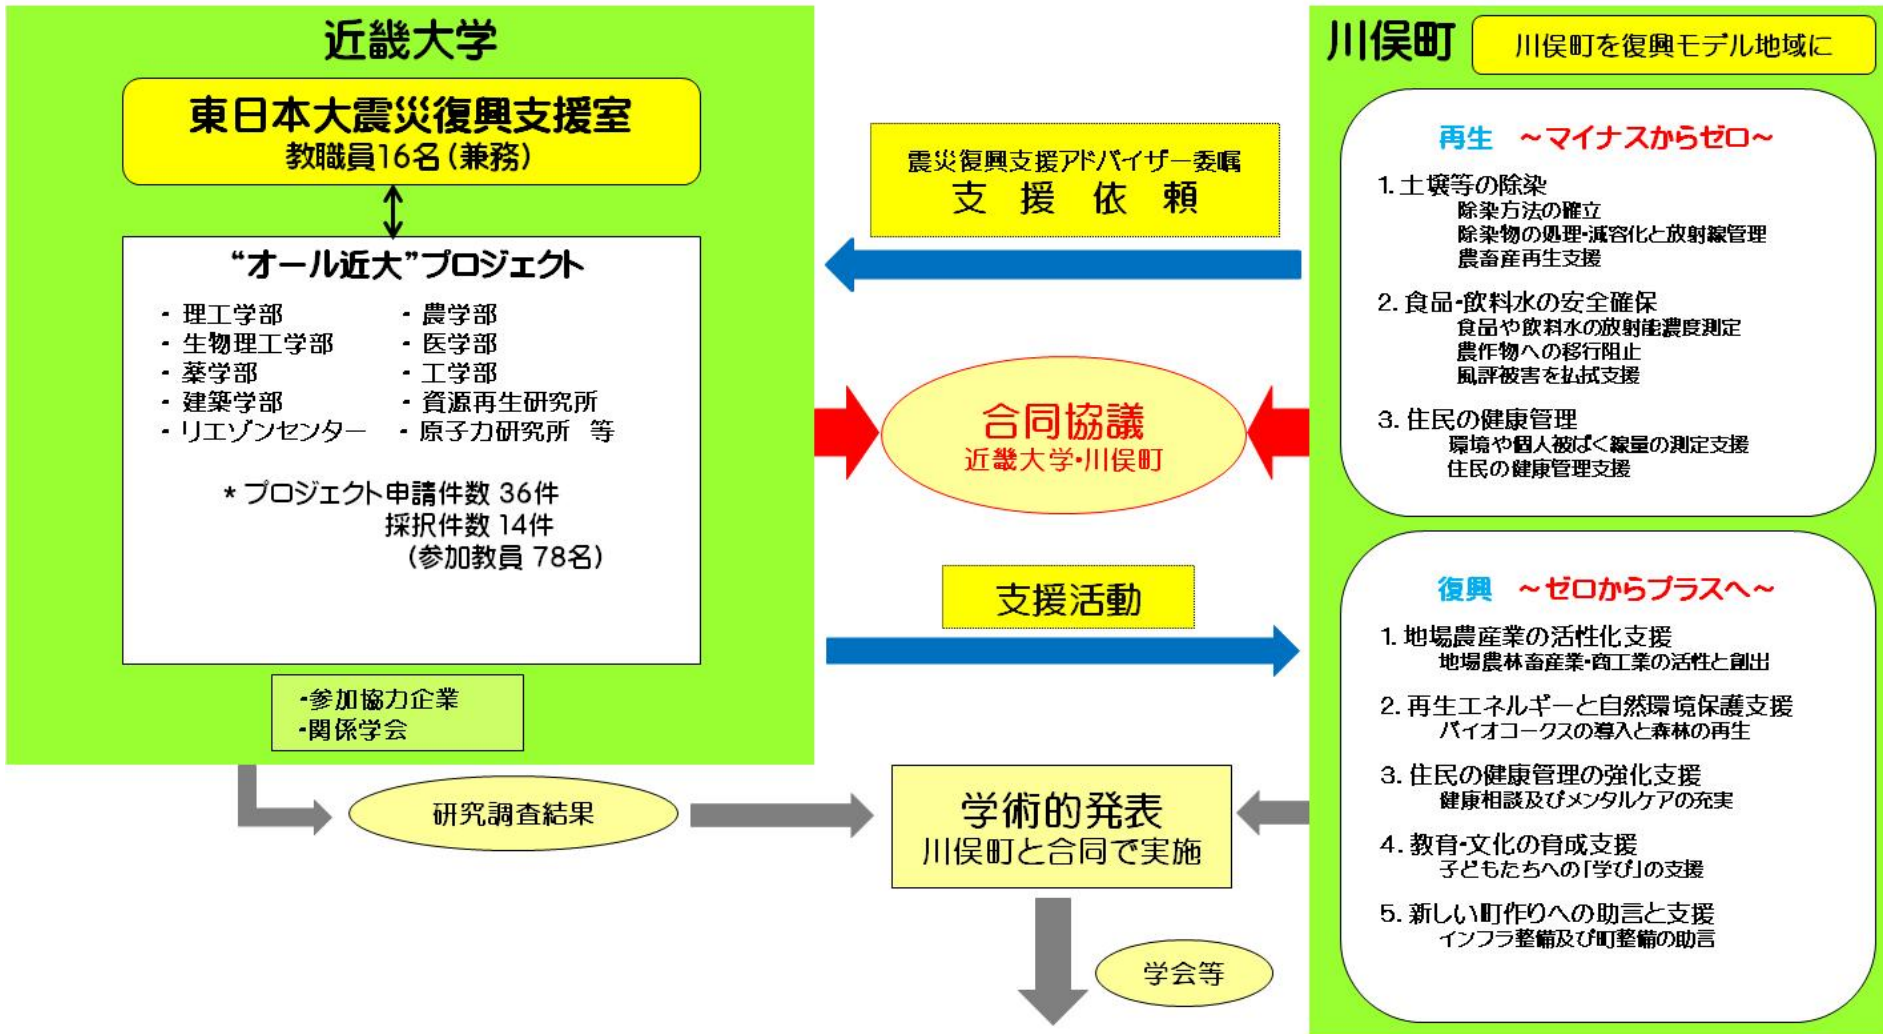 近畿大学
東日本大震災復興支援室
教職員16名(兼務)
“オール近大”プロジェクト
・理工学部
・農学部
・生物理工学部
・医学部
・薬学部
・工学部
・建築学部
・資源再生研究所
・リエゾンセンター
・原子力研究所 等
* プロジェクト申請件数 36件
採択件数 14件
(参加教員 78名)
・参加協力企業
・関係学会
震災復興支援アドバイザー委嘱
支 援 依 頼
合同協議
近畿大学・川俣町
支援活動
研究調査結果
学術的発表
川俣町と合同で実施
学会等
川俣町
川俣町を復興モデル地域に
再生 ～マイナスからゼロ～
1. 土壌等の除染
除染方法の確立
除染物の処理・減容化と放射線管理
農畜産再生支援
2. 食品・飲料水の安全確保
食品や飲料水の放射能濃度測定
農作物への移行阻止
風評被害を払拭支援
3. 住民の健康管理
環境や個人被ばく線量の測定支援
住民の健康管理支援
復興 ～ゼロからプラスへ～
1. 地場農産業の活性化支援
地場農林畜産業・商工業の活性と創出
2. 再生エネルギーと自然環境保護支援
バイオコークスの導入と森林の再生
3. 住民の健康管理の強化支援
健康相談及びメンタルケアの充実
4. 教育・文化の育成支援
子どもたちへの「学び」の支援
5. 新しい町作りへの助言と支援
インフラ整備及び町整備の助言